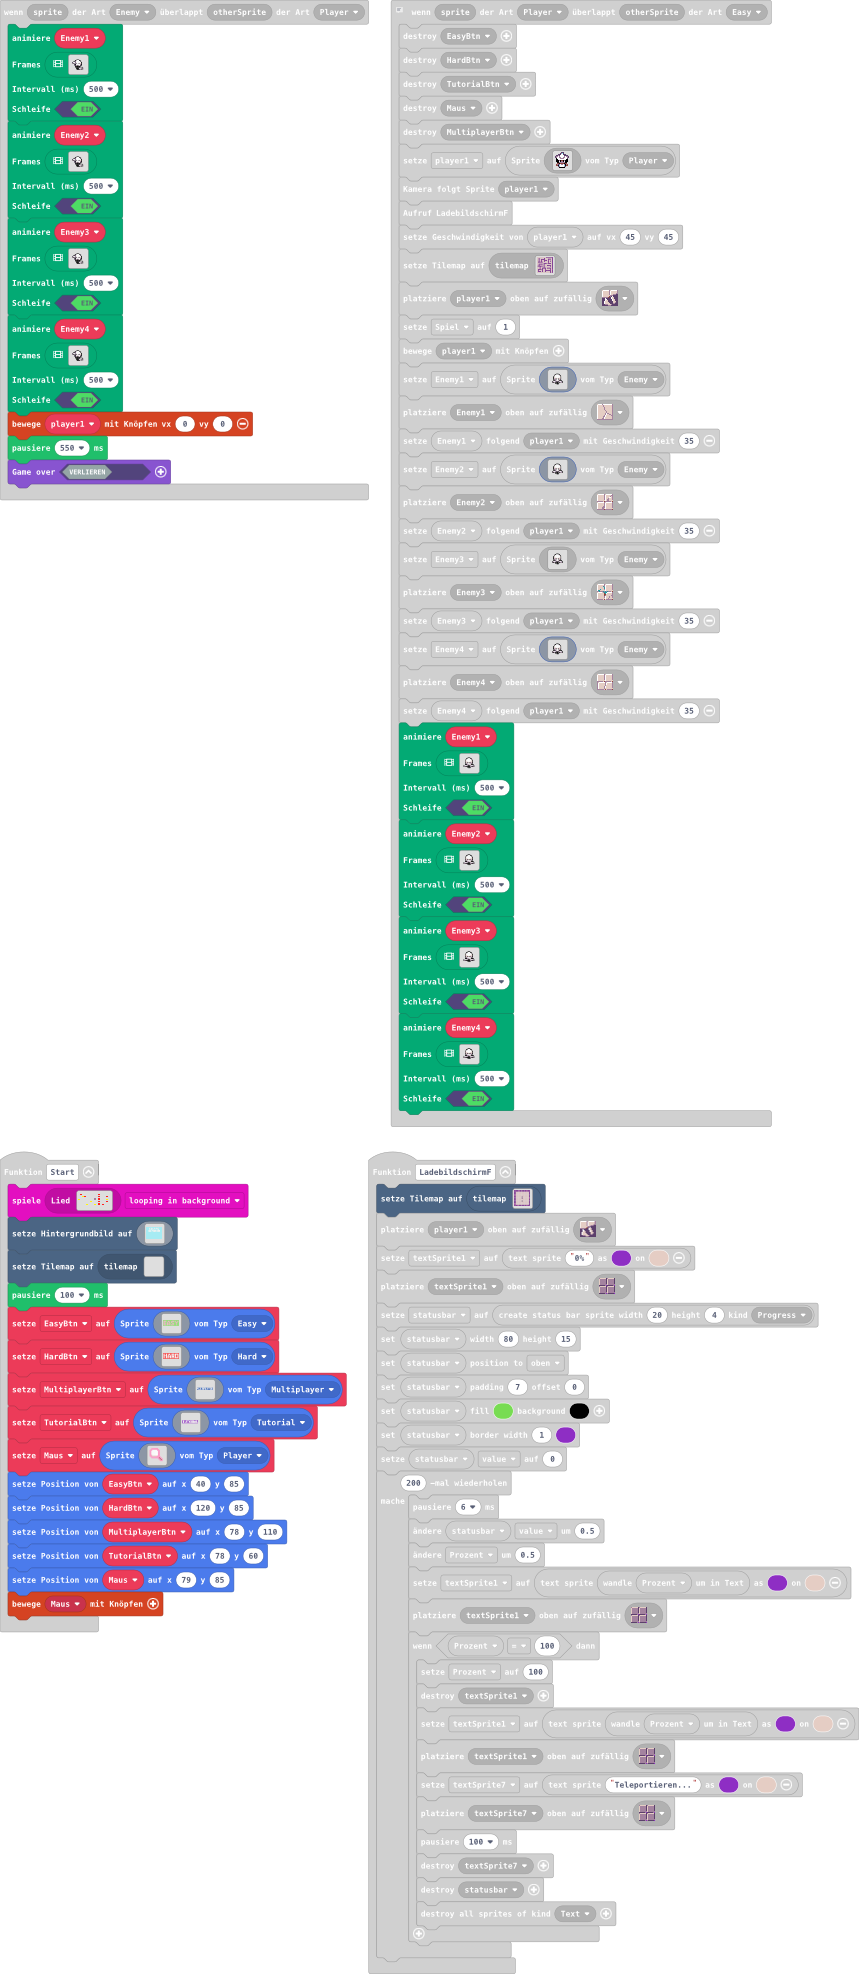 wenn sprite der Art Enemy überlappt otherSprite der Art Player
animiere Enemy1
Frames
Intervall (ms) 500
Schleife EIN
animiere Enemy2
Frames
Intervall (ms) 500
Schleife EIN
animiere Enemy3
Frames
Intervall (ms) 500
Schleife EIN
animiere Enemy4
Frames
Intervall (ms) 500
Schleife EIN
bewege player1 mit Knöpfen vx 0 vy 0
pausiere 550 ms
Game over VERLIEREN
wenn sprite der Art Player überlappt otherSprite der Art Easy
destroy EasyBtn
destroy HardBtn
destroy TutorialBtn
destroy Maus
destroy MultiplayerBtn
setze player1 auf Sprite vom Typ Player
Kamera folgt Sprite player1
Aufruf LadebildschirmF
setze Geschwindigkeit von player1 auf vx 45 vy 45
setze Tilemap auf tilemap
platziere player1 oben auf zufällig
setze Spiel auf 1
bewege player1 mit Knöpfen
setze Enemy1 auf Sprite vom Typ Enemy
platziere Enemy1 oben auf zufällig
setze Enemy1 folgend player1 mit Geschwindigkeit 35
setze Enemy2 auf Sprite vom Typ Enemy
platziere Enemy2 oben auf zufällig
setze Enemy2 folgend player1 mit Geschwindigkeit 35
setze Enemy3 auf Sprite vom Typ Enemy
platziere Enemy3 oben auf zufällig
setze Enemy3 folgend player1 mit Geschwindigkeit 35
setze Enemy4 auf Sprite vom Typ Enemy
platziere Enemy4 oben auf zufällig
setze Enemy4 folgend player1 mit Geschwindigkeit 35
animiere Enemy1
Frames
Intervall (ms) 500
Schleife EIN
animiere Enemy2
Frames
Intervall (ms) 500
Schleife EIN
animiere Enemy3
Frames
Intervall (ms) 500
Schleife EIN
animiere Enemy4
Frames
Intervall (ms) 500
Schleife EIN
Funktion Start
spiele Lied looping in background
setze Hintergrundbild auf
setze Tilemap auf tilemap
pausiere 100 ms
setze EasyBtn auf Sprite vom Typ Easy
setze HardBtn auf Sprite HARD vom Typ Hard
setze MultiplayerBtn auf Sprite vom Typ Multiplayer
setze TutorialBtn auf Sprite vom Typ Tutorial
setze Maus auf Sprite vom Typ Player
setze Position von EasyBtn auf x 40 y 85
setze Position von HardBtn auf x 120 y 85
setze Position von MultiplayerBtn auf x 78 y 110
setze Position von TutorialBtn auf x 78 y 60
setze Position von Maus auf x 79 y 85
bewege Maus mit Knöpfen
Funktion LadebildschirmF
setze Tilemap auf tilemap
platziere player1 oben auf zufällig
setze textSprite1 auf text sprite "0%" as on
platziere textSprite1 oben auf zufällig
setze statusbar auf create status bar sprite width 20 height 4 kind Progress
set statusbar width 80 height 15
set statusbar position to oben
set statusbar padding 7 offset 0
set statusbar fill background
set statusbar border width 1
setze statusbar value auf 0
200 -mal wiederholen
mache
pausiere 6 ms
ändere statusbar value um 0.5
ändere Prozent um 0.5
setze textSprite1 auf text sprite wandle Prozent um in Text as on
platziere textSprite1 oben auf zufällig
wenn Prozent = 100 dann
setze Prozent auf 100
destroy textSprite1
setze textSprite1 auf text sprite wandle Prozent um in Text as on
platziere textSprite1 oben auf zufällig
setze textSprite7 auf text sprite "Teleportieren..." as on
platziere textSprite7 oben auf zufällig
pausiere 100 ms
destroy textSprite7
destroy statusbar
destroy all sprites of kind Text